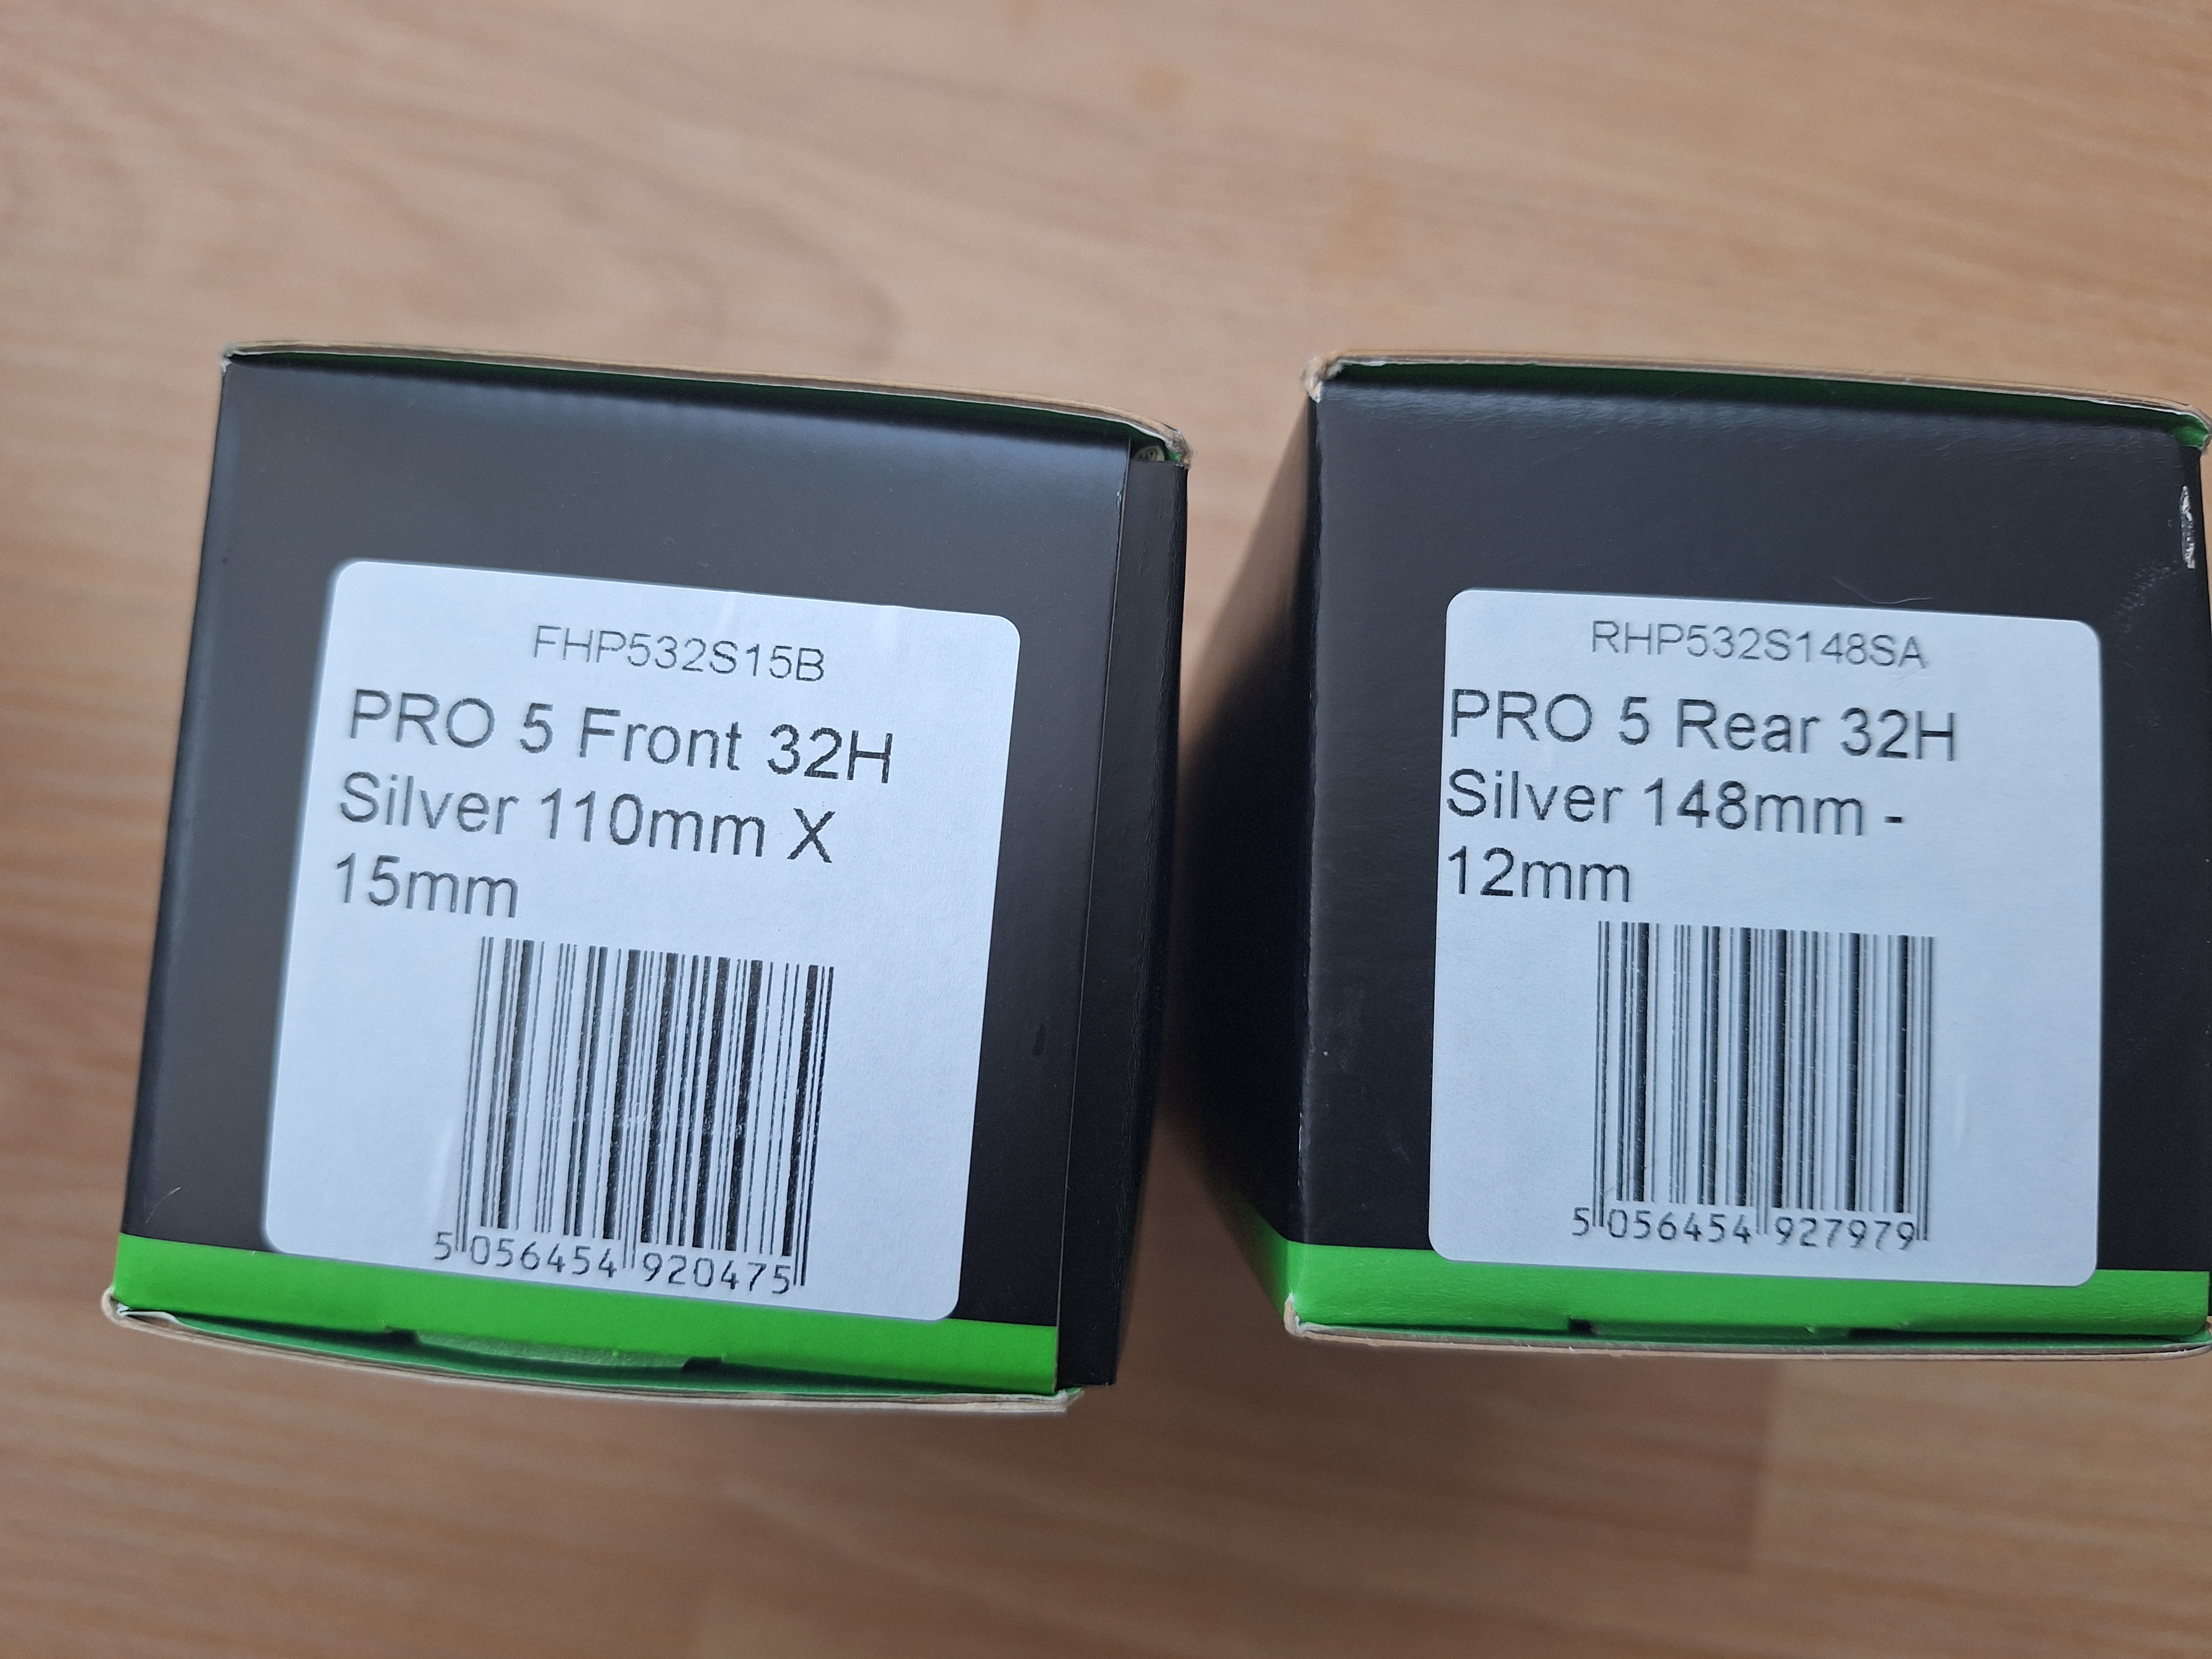 FHP532S15B
PRO 5 Front 32H
Silver 110mm X
15mm
5 056454 920475
RHP532S148SA
PRO 5 Rear 32H
Silver 148mm -
12mm
5 056454 927979